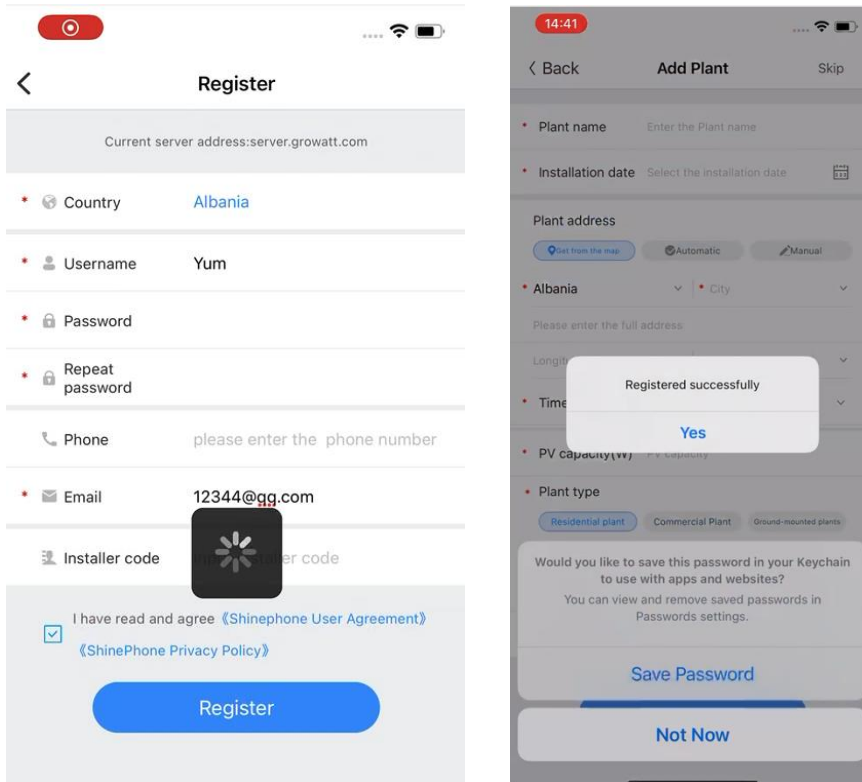 Register
Current server address:server.growatt.com
* Country Albania
* Username Yum
* Password
* Repeat
password
Phone please enter the phone number
* Email 12344@qq.com
Installer code er code
I have read and agree 《Shinephone User Agreement》
《ShinePhone Privacy Policy》
Register
14:41
Back Add Plant Skip
* Plant name Enter the Plant name
* Installation date Select the installation date
Plant address
Get from the map Automatic Manual
* Albania * City
Please enter the full address
Longit
Registered successfully
* Time
Yes
* PV capacity(W) PV capacity
* Plant type
Residential plant Commercial Plant Ground-mounted plants
Would you like to save this password in your Keychain
to use with apps and websites?
You can view and remove saved passwords in
Passwords settings.
Save Password
Not Now